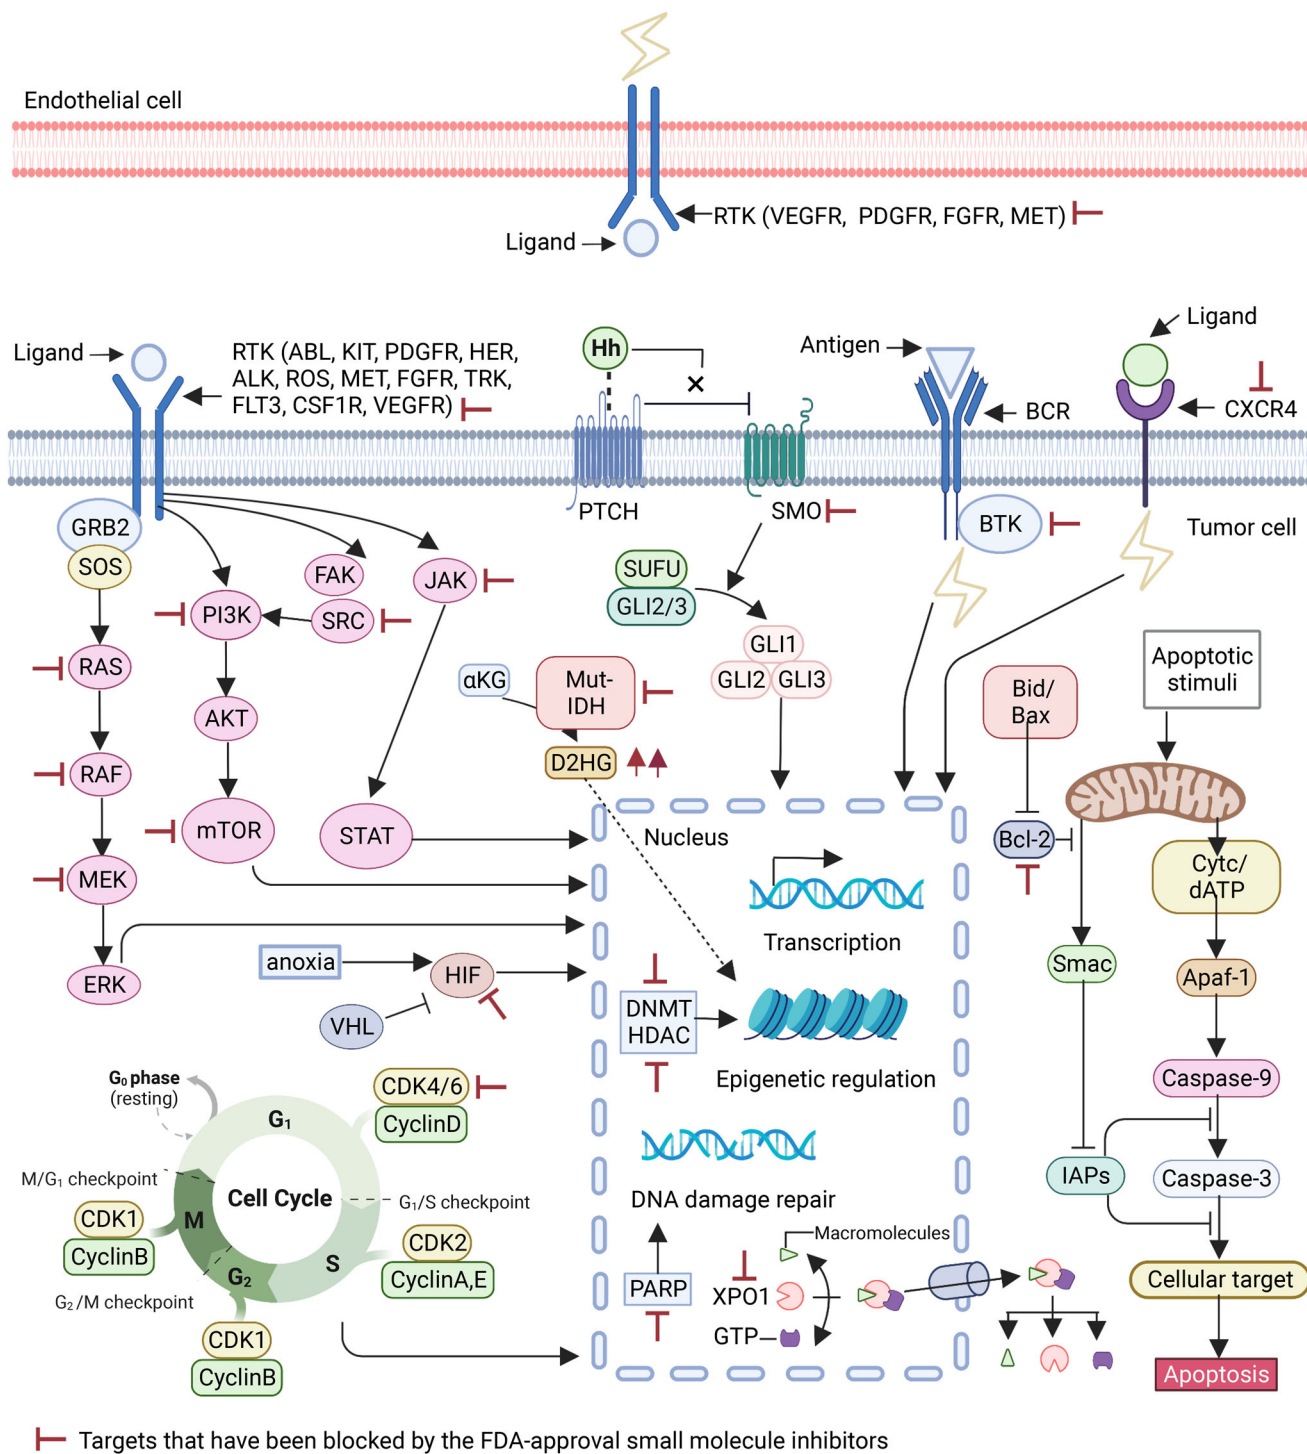 Endothelial cell
RTK (VEGFR, PDGFR, FGFR, MET)
Ligand
Ligand
RTK (ABL, KIT, PDGFR, HER,
ALK, ROS, MET, FGFR, TRK,
FLT3, CSF1R, VEGFR)
Hh
Antigen
BCR
Ligand
CXCR4
PTCH
SMO
BTK
Tumor cell
GRB2
SOS
FAK
JAK
PI3K
SRC
SUFU
GLI2/3
RAS
AKT
RAF
mTOR
STAT
MEK
ERK
αKG
Mut-
IDH
D2HG
GLI1
GLI2
GLI3
Bid/
Bax
Apoptotic
stimuli
Bcl-2
Cytc/
dATP
Smac
Apaf-1
Caspase-9
IAPs
Caspase-3
Cellular target
Apoptosis
Nucleus
Transcription
anoxia
HIF
VHL
DNMT
HDAC
Epigenetic regulation
DNA damage repair
PARP
Macromolecules
XPO1
GTP
G₀ phase
(resting)
G₁
CDK4/6
CyclinD
M/G₁ checkpoint
Cell Cycle
G₁/S checkpoint
CDK1
CyclinB
M
S
G₂
CDK2
CyclinA,E
G₂/M checkpoint
CDK1
CyclinB
Targets that have been blocked by the FDA-approval small molecule inhibitors